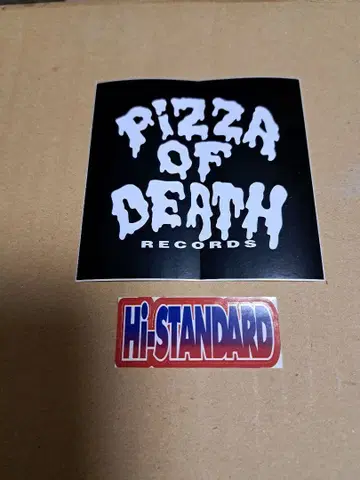 PiZZA
OF
DEATH
RECORDS
Hi-STANDARD